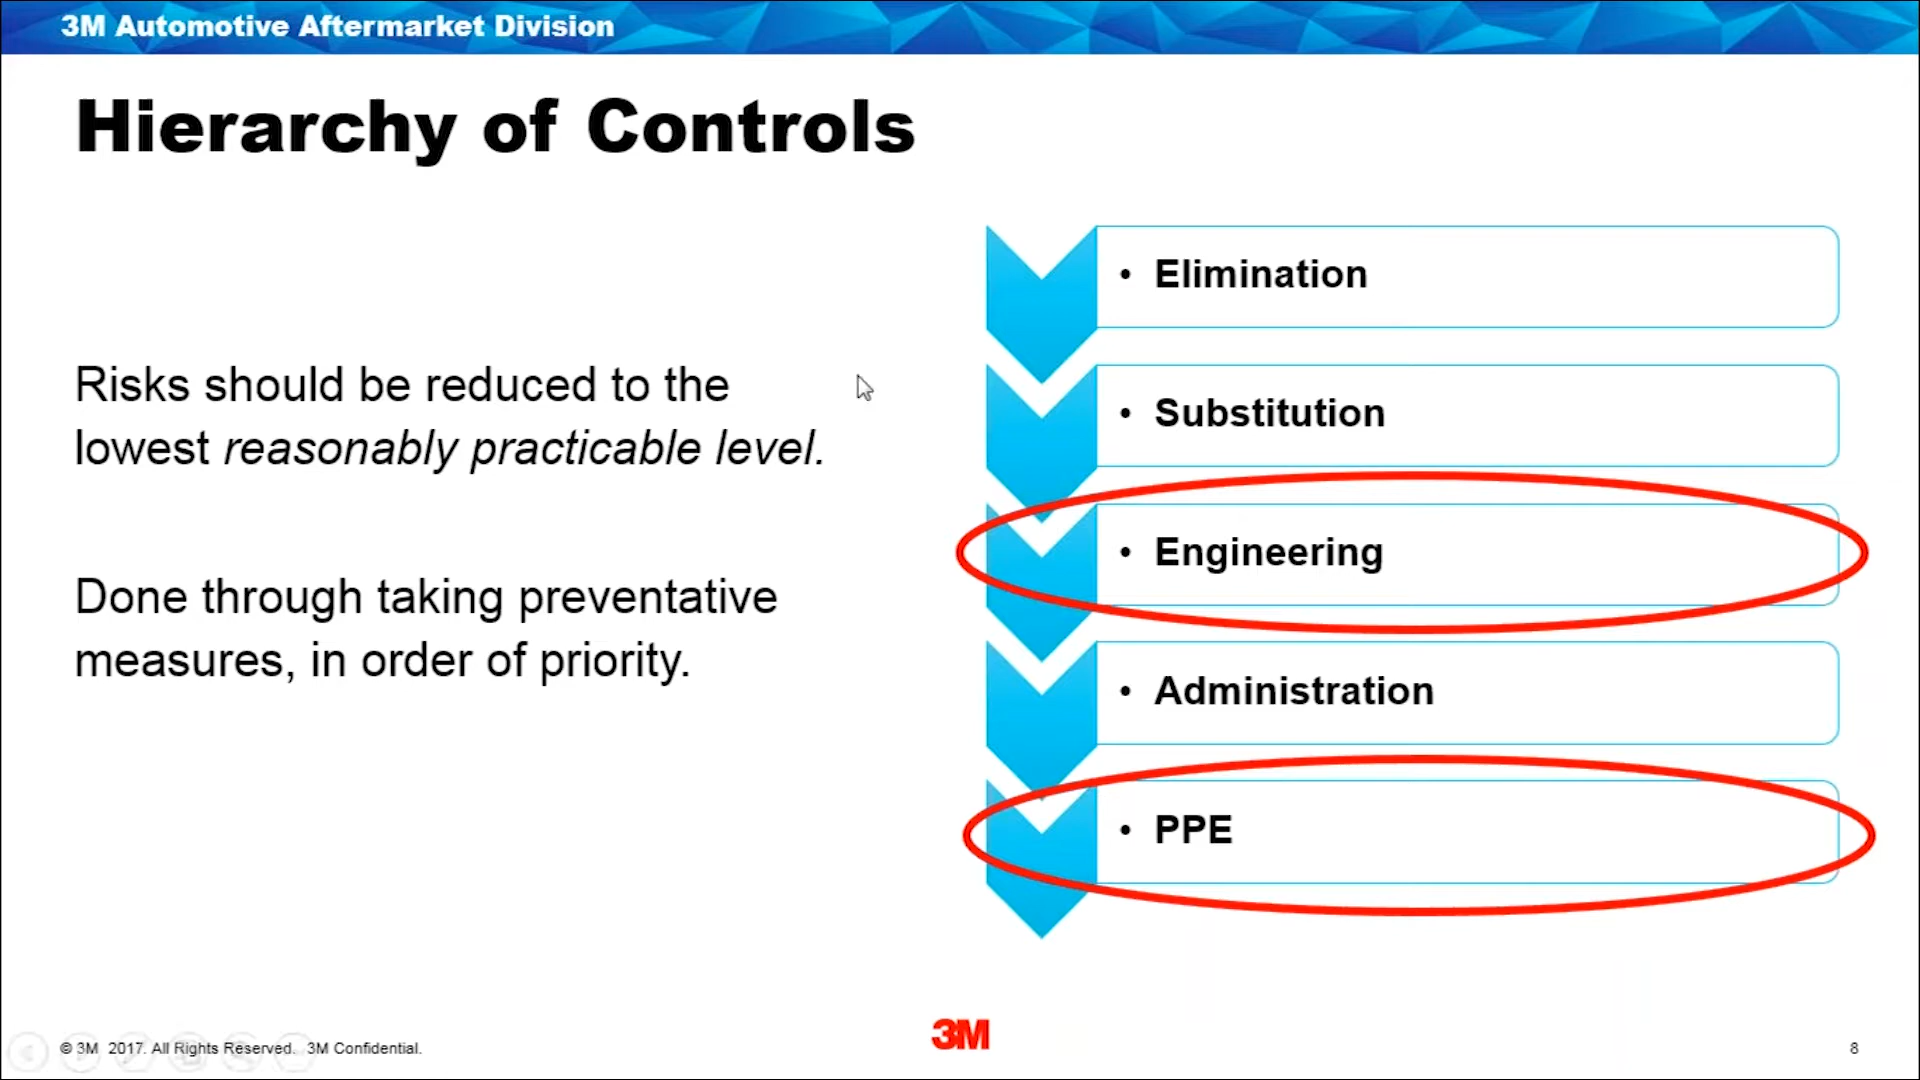 3M Automotive Aftermarket Division
Hierarchy of Controls
Risks should be reduced to the
lowest reasonably practicable level.
Done through taking preventative
measures, in order of priority.
• Elimination
• Substitution
• Engineering
• Administration
• PPE
3M
© 3M 2017. All Rights Reserved. 3M Confidential.
8